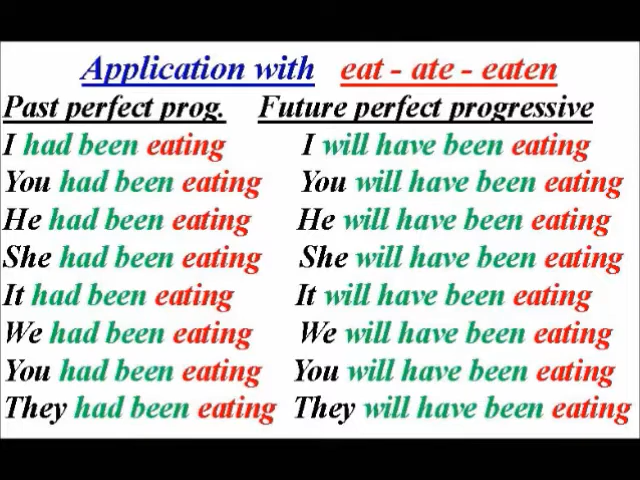 Application with eat - ate - eaten
Past perfect prog. Future perfect progressive
I had been eating I will have been eating
You had been eating You will have been eating
He had been eating He will have been eating
She had been eating She will have been eating
It had been eating It will have been eating
We had been eating We will have been eating
You had been eating You will have been eating
They had been eating They will have been eating